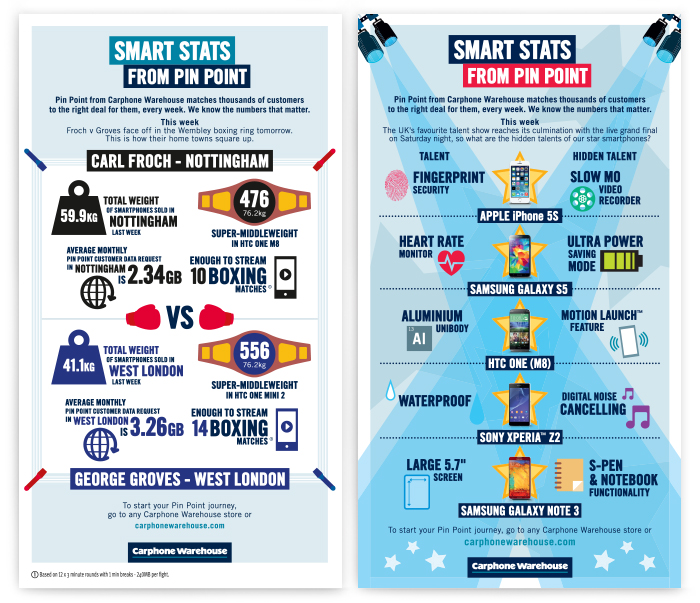 SMART STATS
FROM PIN POINT
Pin Point from Carphone Warehouse matches thousands of customers
to the right deal for them, every week. We know the numbers that matter.
This week
Froch v Groves face off in the Wembley boxing ring tomorrow.
This is how their home towns square up.
CARL FROCH - NOTTINGHAM
59.9KG
TOTAL WEIGHT
OF SMARTPHONES SOLD IN
NOTTINGHAM
LAST WEEK
476
76.2kg
SUPER-MIDDLEWEIGHT
IN HTC ONE M8
AVERAGE MONTHLY
PIN POINT CUSTOMER DATA REQUEST
IN NOTTINGHAM IS 2.34GB
ENOUGH TO STREAM
10 BOXING
MATCHES
VS
41.1KG
TOTAL WEIGHT
OF SMARTPHONES SOLD IN
WEST LONDON
LAST WEEK
556
76.2kg
SUPER-MIDDLEWEIGHT
IN HTC ONE MINI 2
AVERAGE MONTHLY
PIN POINT CUSTOMER DATA REQUEST
IN WEST LONDON IS 3.26GB
ENOUGH TO STREAM
14 BOXING
MATCHES
GEORGE GROVES - WEST LONDON
To start your Pin Point journey,
go to any Carphone Warehouse store or
carphonewarehouse.com
Carphone Warehouse
1 Based on 12 x 3 minute rounds with 1 min breaks - 240MB per fight.
SMART STATS
FROM PIN POINT
Pin Point from Carphone Warehouse matches thousands of customers
to the right deal for them, every week. We know the numbers that matter.
This week
The UK's favourite talent show reaches its culmination with the live grand final
on Saturday night, so what are the hidden talents of our star smartphones?
TALENT
HIDDEN TALENT
FINGERPRINT
SECURITY
SLOW MO
VIDEO
RECORDER
APPLE iPhone 5S
HEART RATE
MONITOR
ULTRA POWER
SAVING
MODE
SAMSUNG GALAXY S5
ALUMINIUM
UNIBODY
13
Al
MOTION LAUNCH™
FEATURE
HTC ONE (M8)
WATERPROOF
DIGITAL NOISE
CANCELLING
SONY XPERIA™ Z2
LARGE 5.7"
SCREEN
S-PEN
& NOTEBOOK
FUNCTIONALITY
SAMSUNG GALAXY NOTE 3
To start your Pin Point journey, go to any Carphone Warehouse store or
carphonewarehouse.com
Carphone Warehouse